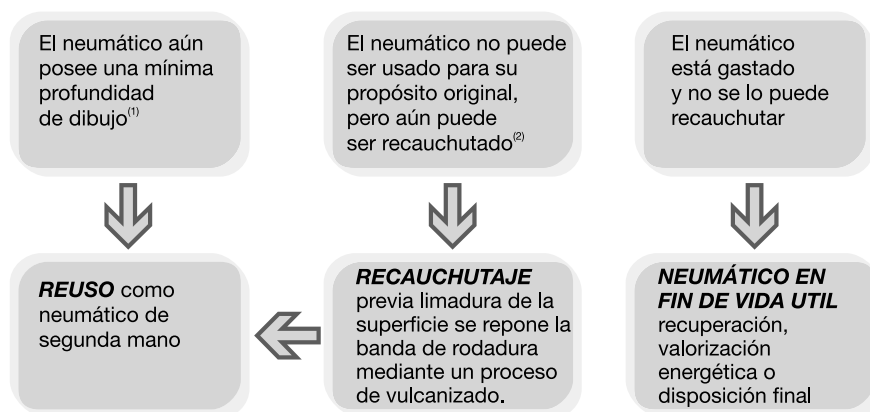 El neumático aún
posee una mínima
profundidad
de dibujo(1)
El neumático no puede
ser usado para su
propósito original,
pero aún puede
ser recauchutado(2)
El neumático
está gastado
y no se lo puede
recauchutar
REUSO como
neumático de
segunda mano
RECAUCHUTAJE
previa limadura de la
superficie se repone la
banda de rodadura
mediante un proceso
de vulcanizado.
NEUMÁTICO EN
FIN DE VIDA UTIL
recuperación,
valorización
energética o
disposición final